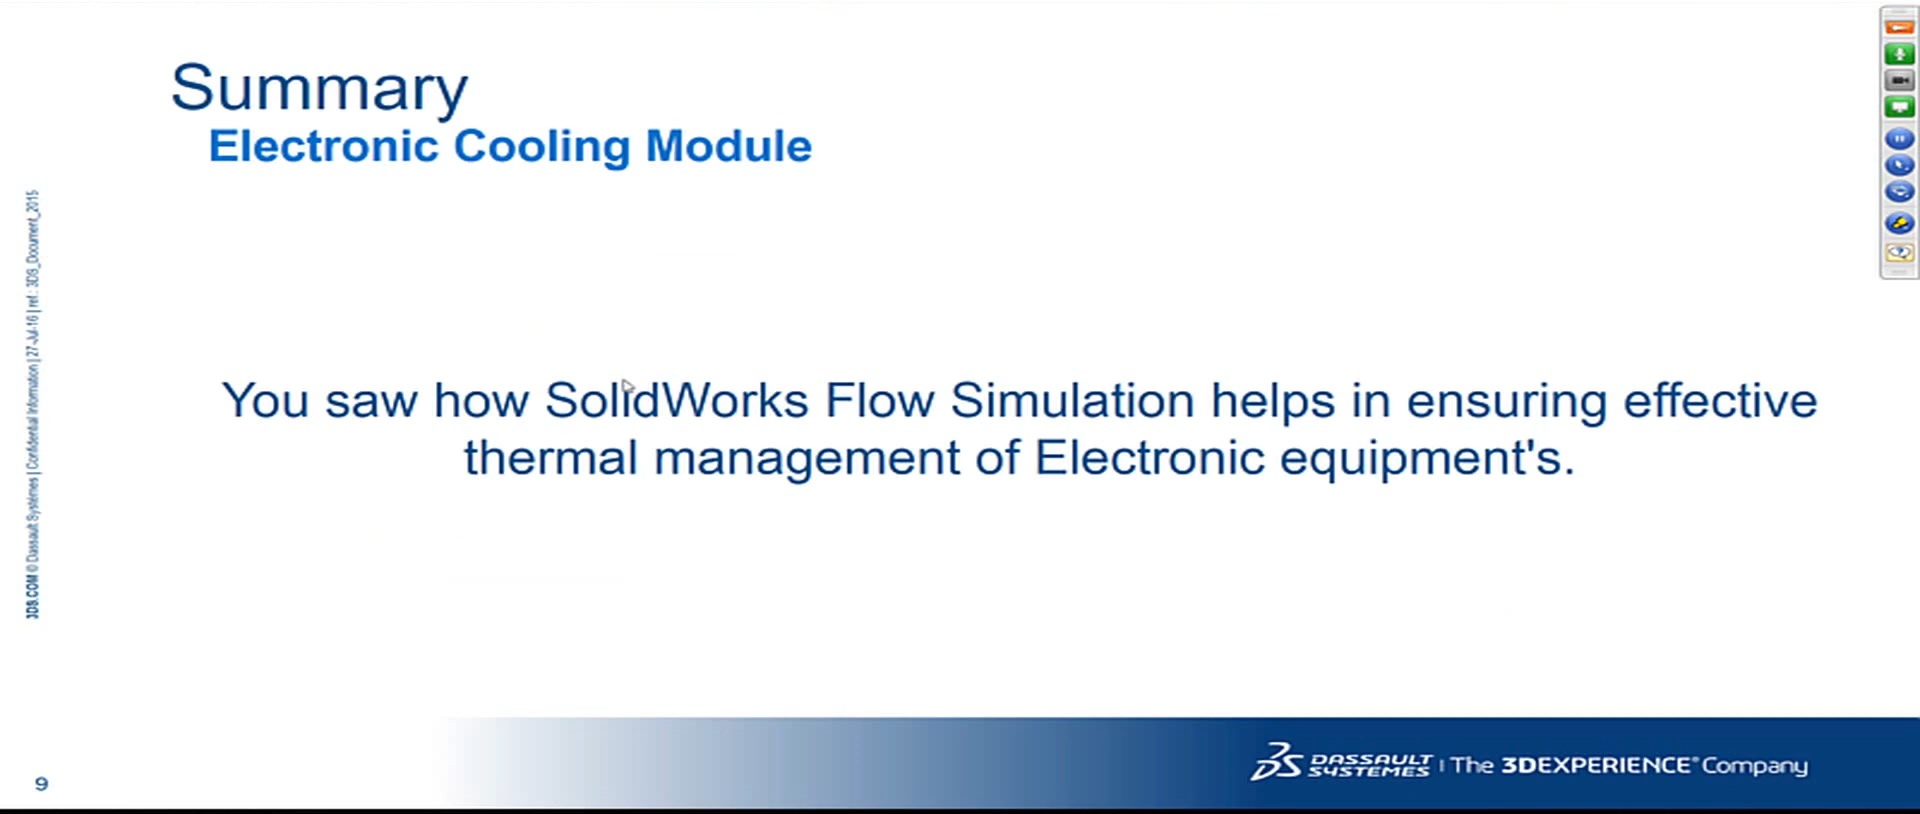 Summary
Electronic Cooling Module
3DS.COM © Dassault Systèmes | Confidential Information | 27-Jul-16 | ref.: 3DS_Document_2015
You saw how SolidWorks Flow Simulation helps in ensuring effective
thermal management of Electronic equipment's.
9
DASSAULT SYSTEMES | The 3DEXPERIENCE® Company